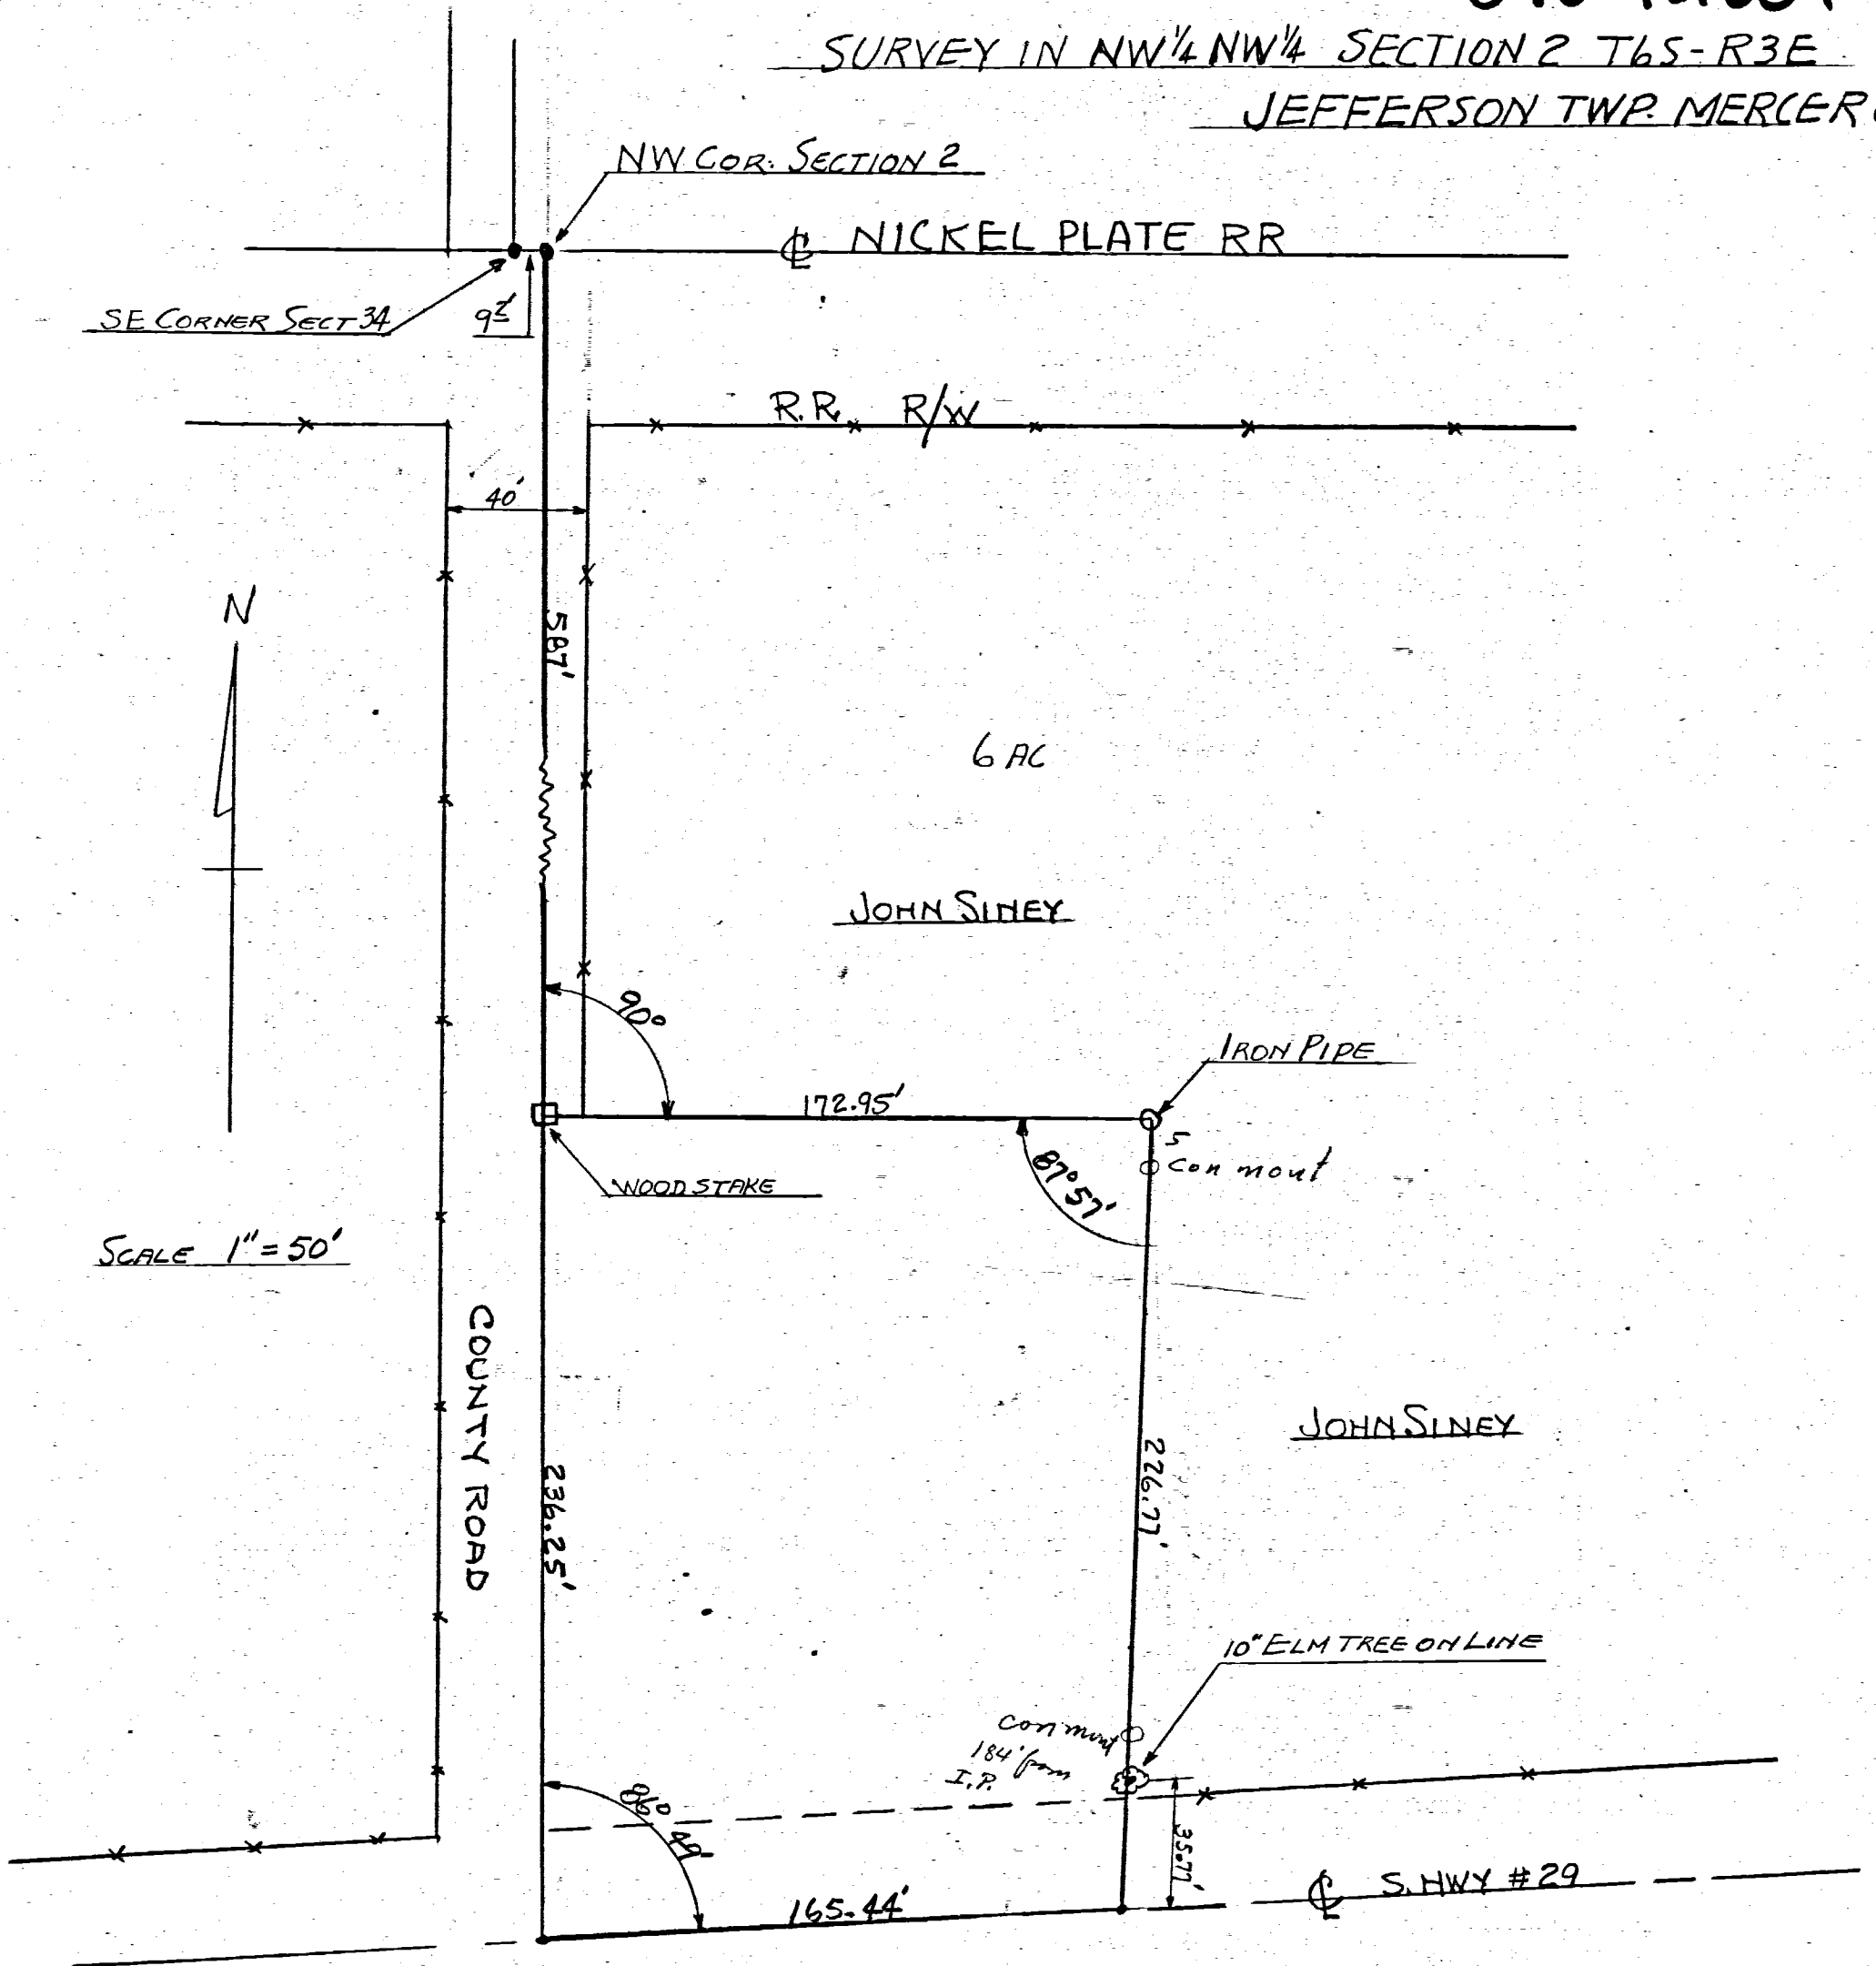 SURVEY IN NW¼ NW¼ SECTION 2 T6S-R3E
JEFFERSON TWP. MERCER
NW COR. SECTION 2
℄ NICKEL PLATE RR
SE CORNER SECT 34
R.R. R/W
40'
N
587'
6 AC
JOHN SINEY
90°
IRON PIPE
172.95'
5
Con mont
87°57'
WOOD STAKE
SCALE 1"=50'
COUNTY ROAD
JOHN SINEY
236.25'
226.77'
10" ELM TREE ON LINE
con mont
184' from
I.P.
86° 49'
35.77'
165.44'
℄ S. HWY #29